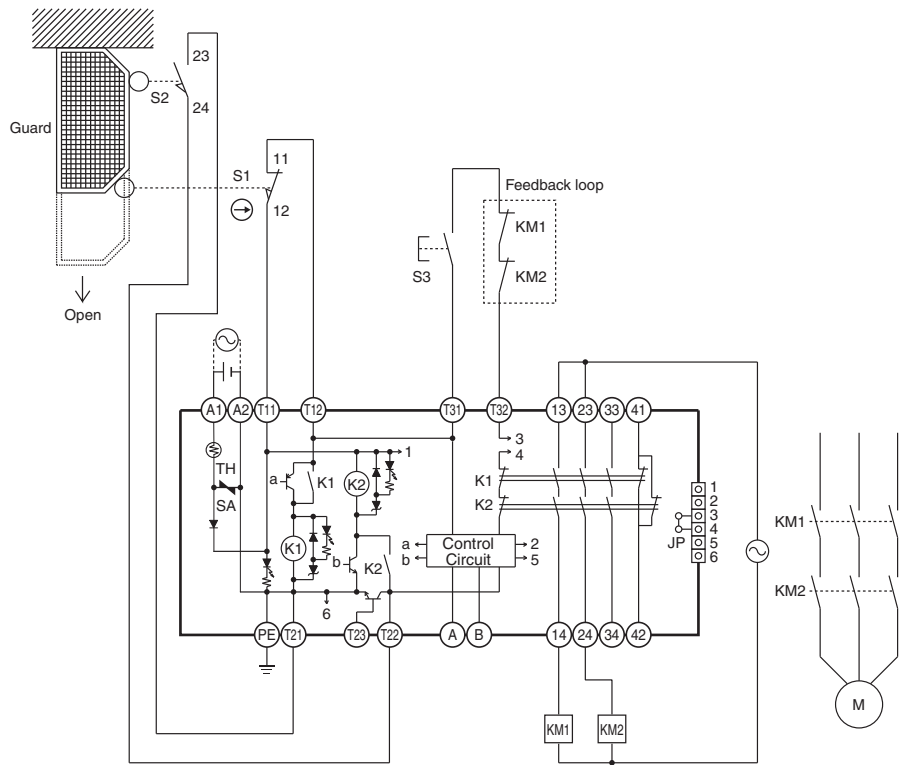 23
S2
24
Guard
11
S1
12
Feedback loop
KM1
S3
KM2
Open
A1 A2 T11 T12 T31 T32 13 23 33 41
3
1
4
TH
a
K1
K2
K1
SA
K2
1
2
3
4
5
6
JP
KM1
K1
a
b
Control
Circuit
2
5
b
K2
KM2
6
PE T21 T23 T22 A B 14 24 34 42
M
KM1
KM2